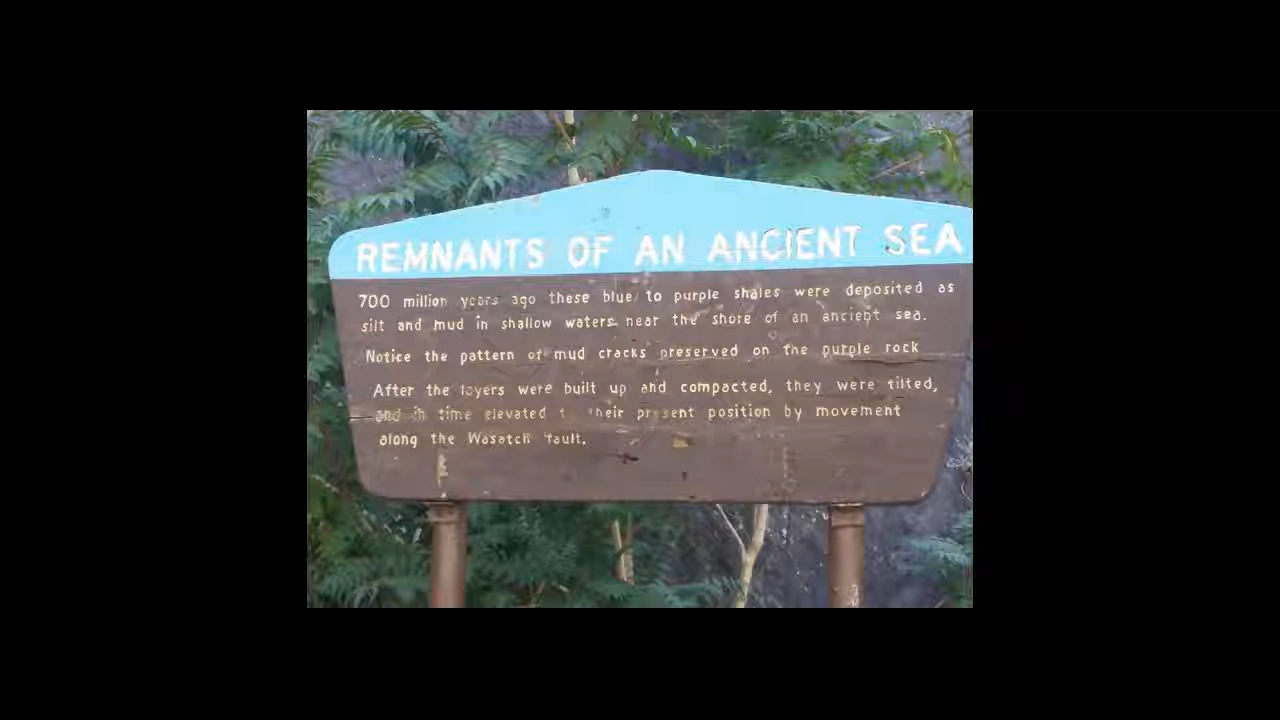 REMNANTS OF AN ANCIENT SEA
700 million years ago these blue to purple shales were deposited as
silt and mud in shallow waters near the shore of an ancient sea.
Notice the pattern of mud cracks preserved on the purple rock
After the layers were built up and compacted, they were tilted,
and in time elevated to their present position by movement
along the Wasatch fault.